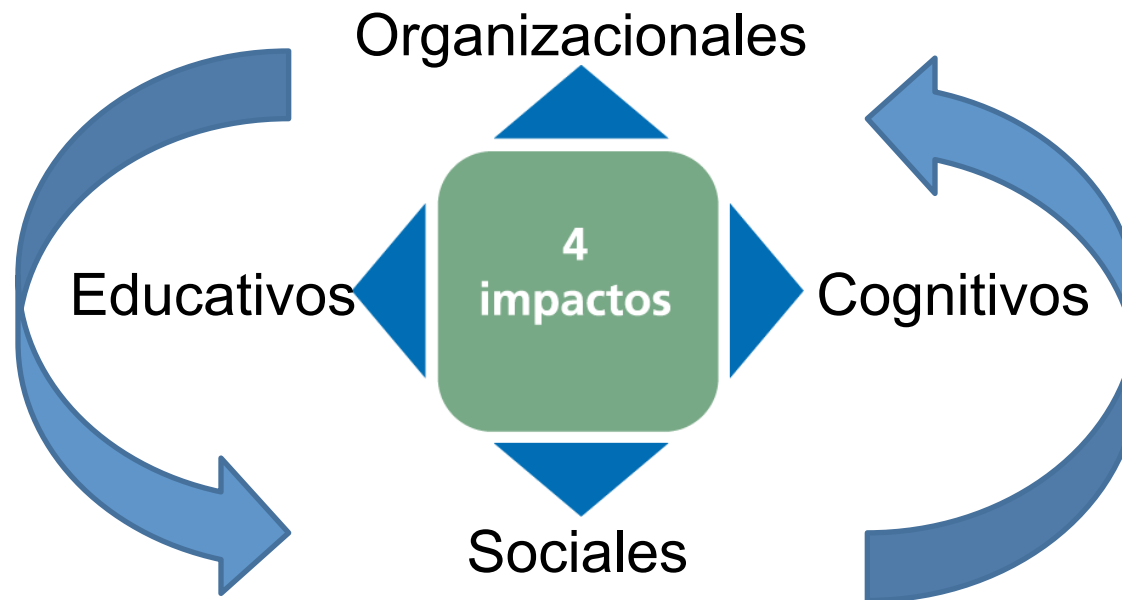 Organizacionales
4
impactos
Educativos
Cognitivos
Sociales